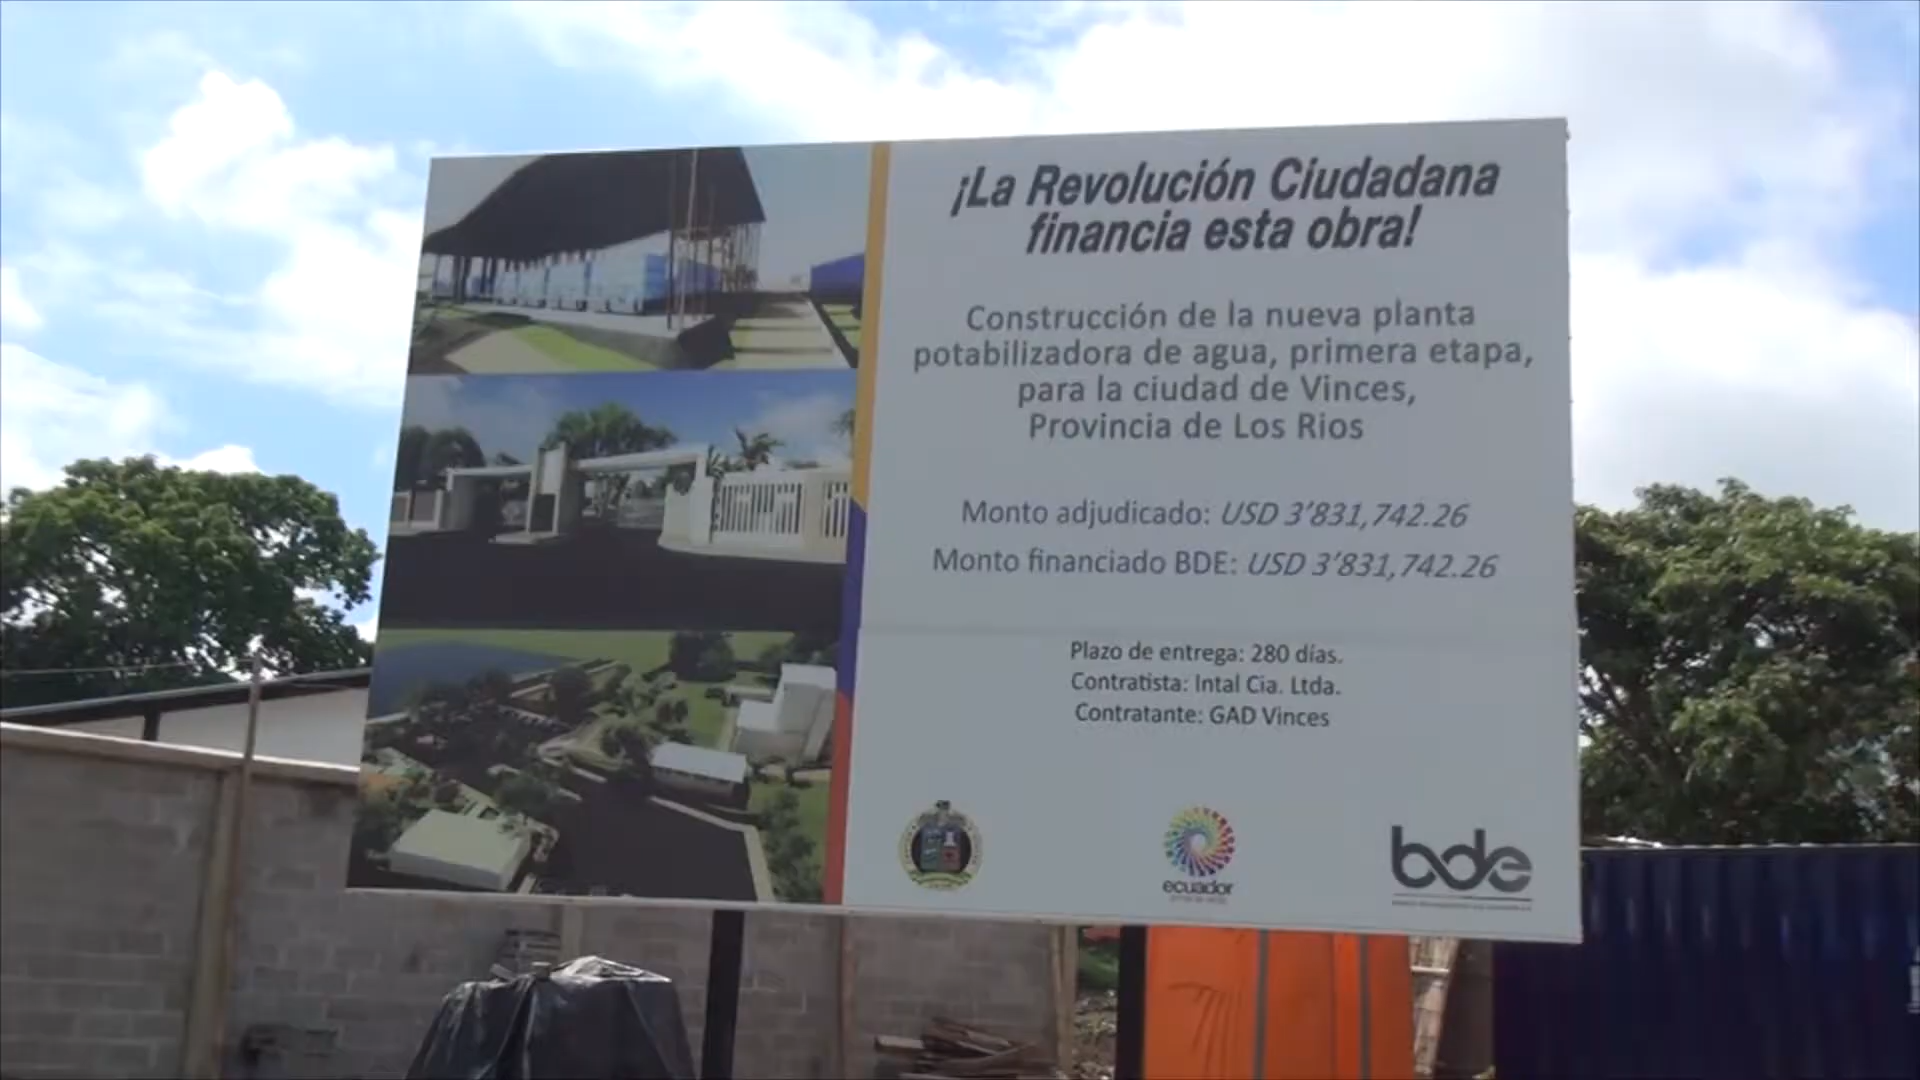 ¡La Revolución Ciudadana
financia esta obra!
Construcción de la nueva planta
potabilizadora de agua, primera etapa,
para la ciudad de Vinces,
Provincia de Los Rios
Monto adjudicado: USD 3’831,742.26
Monto financiado BDE: USD 3’831,742.26
Plazo de entrega: 280 días.
Contratista: Intal Cia. Ltda.
Contratante: GAD Vinces
ecuador
bde